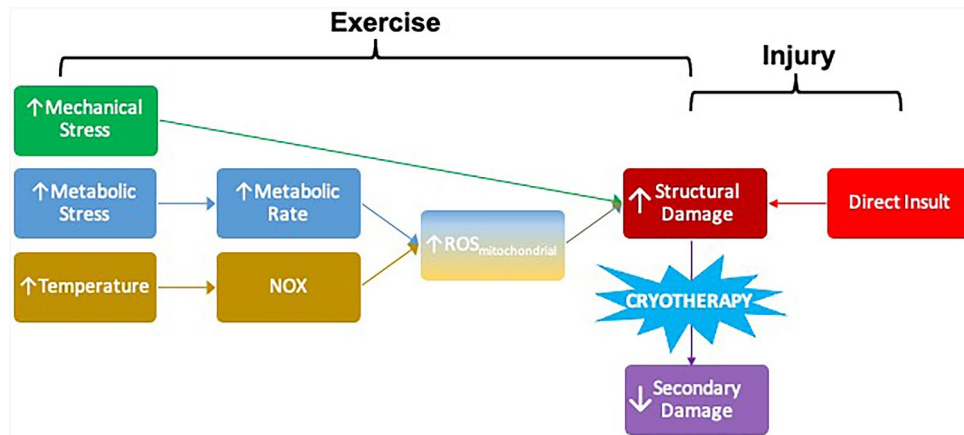 Exercise
Injury
↑Mechanical
Stress
↑Metabolic
Stress
↑Metabolic
Rate
↑Temperature
NOX
↑ROSmitochondrial
↑ Structural
Damage
Direct Insult
CRYOTHERAPY
↓ Secondary
Damage